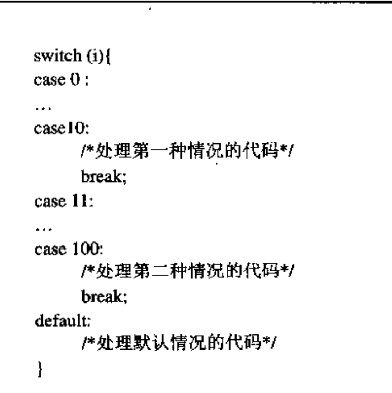 switch (i){
case 0 :
...
case10:
/*处理第一种情况的代码*/
break;
case 11:
...
case 100:
/*处理第二种情况的代码*/
break;
default:
/*处理默认情况的代码*/
}